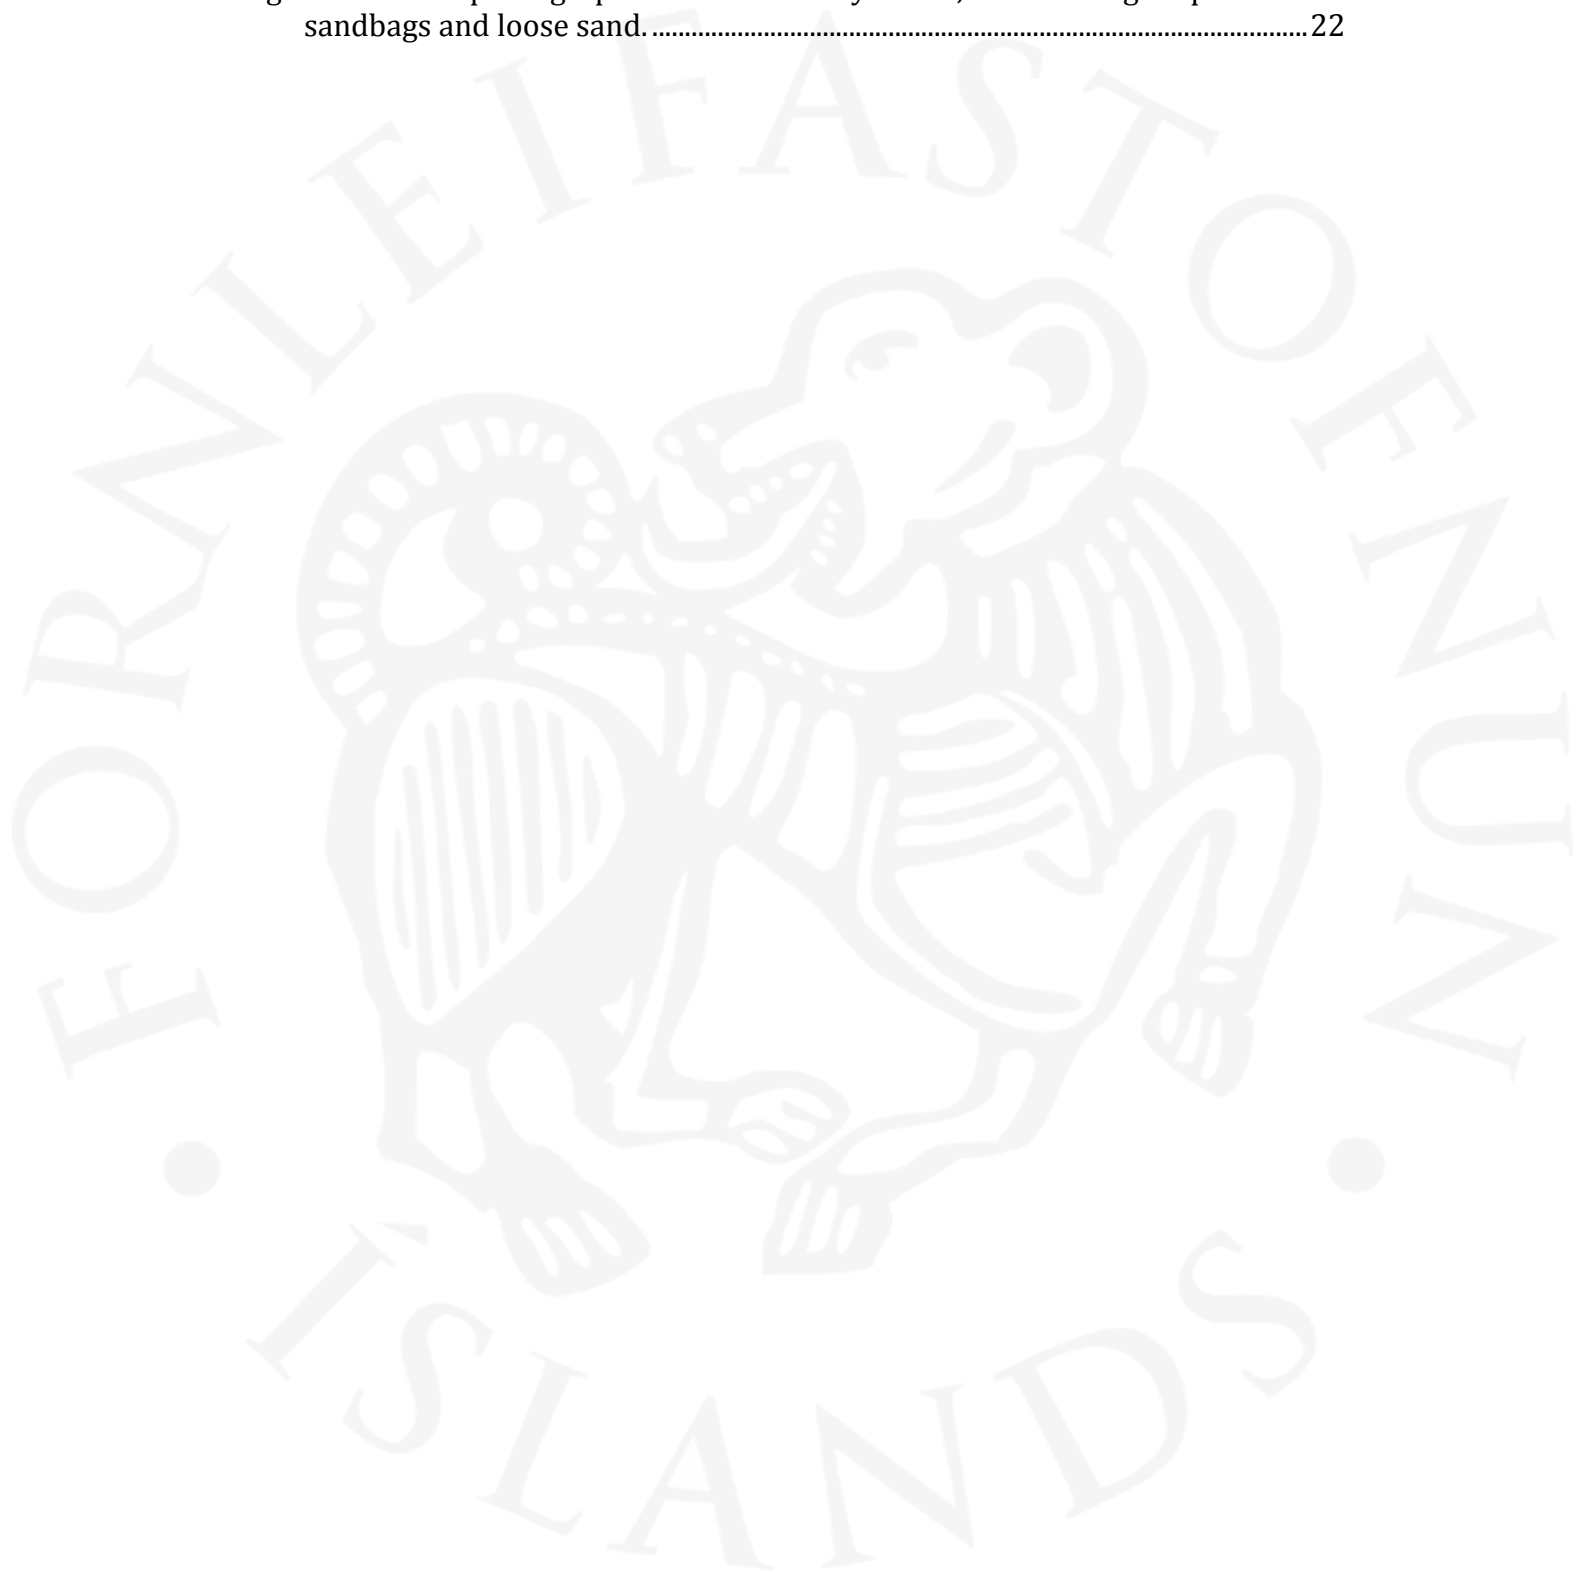 sandbags and loose sand. ........ 22
FORNLEIFASTOFNUN
• ÍSLANDS •